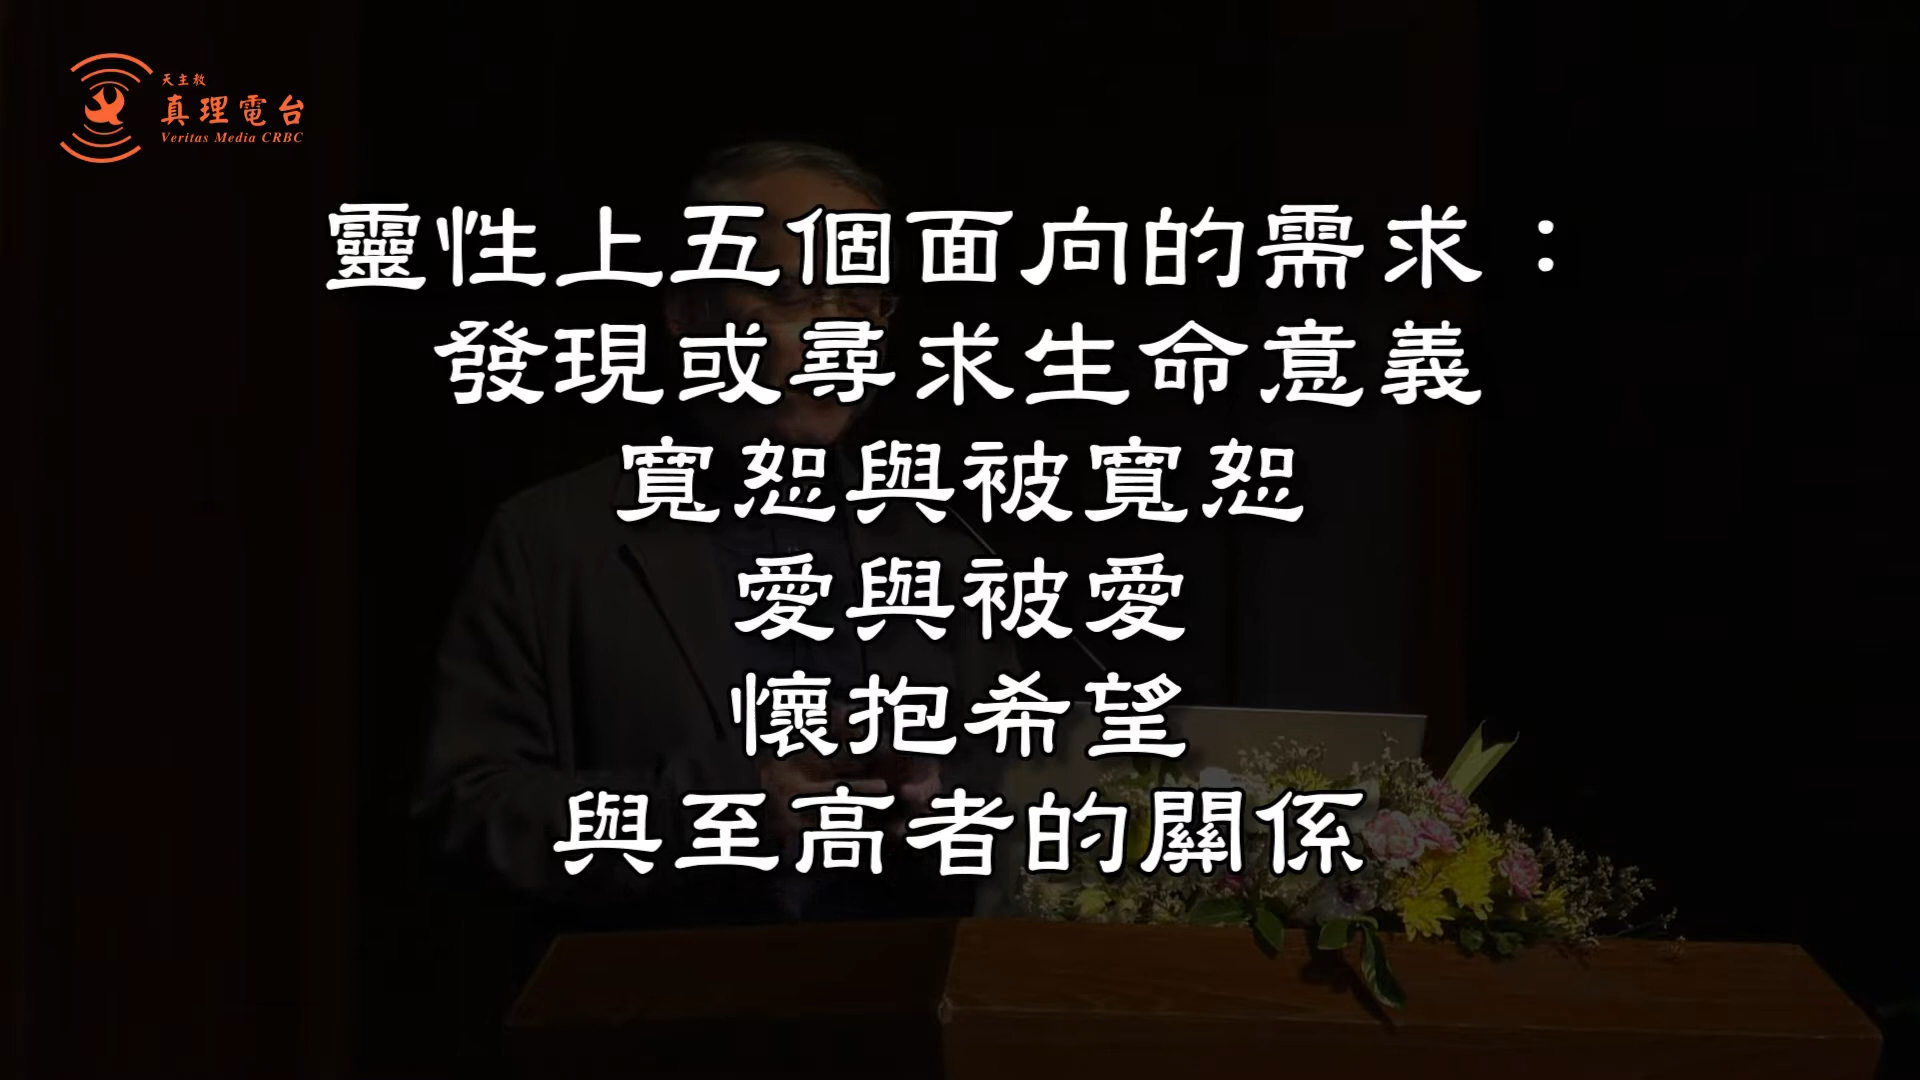 天主教
真理電台
Veritas Media CRBC
靈性上五個面向的需求：
發現或尋求生命意義
寬恕與被寬恕
愛與被愛
懷抱希望
與至高者的關係